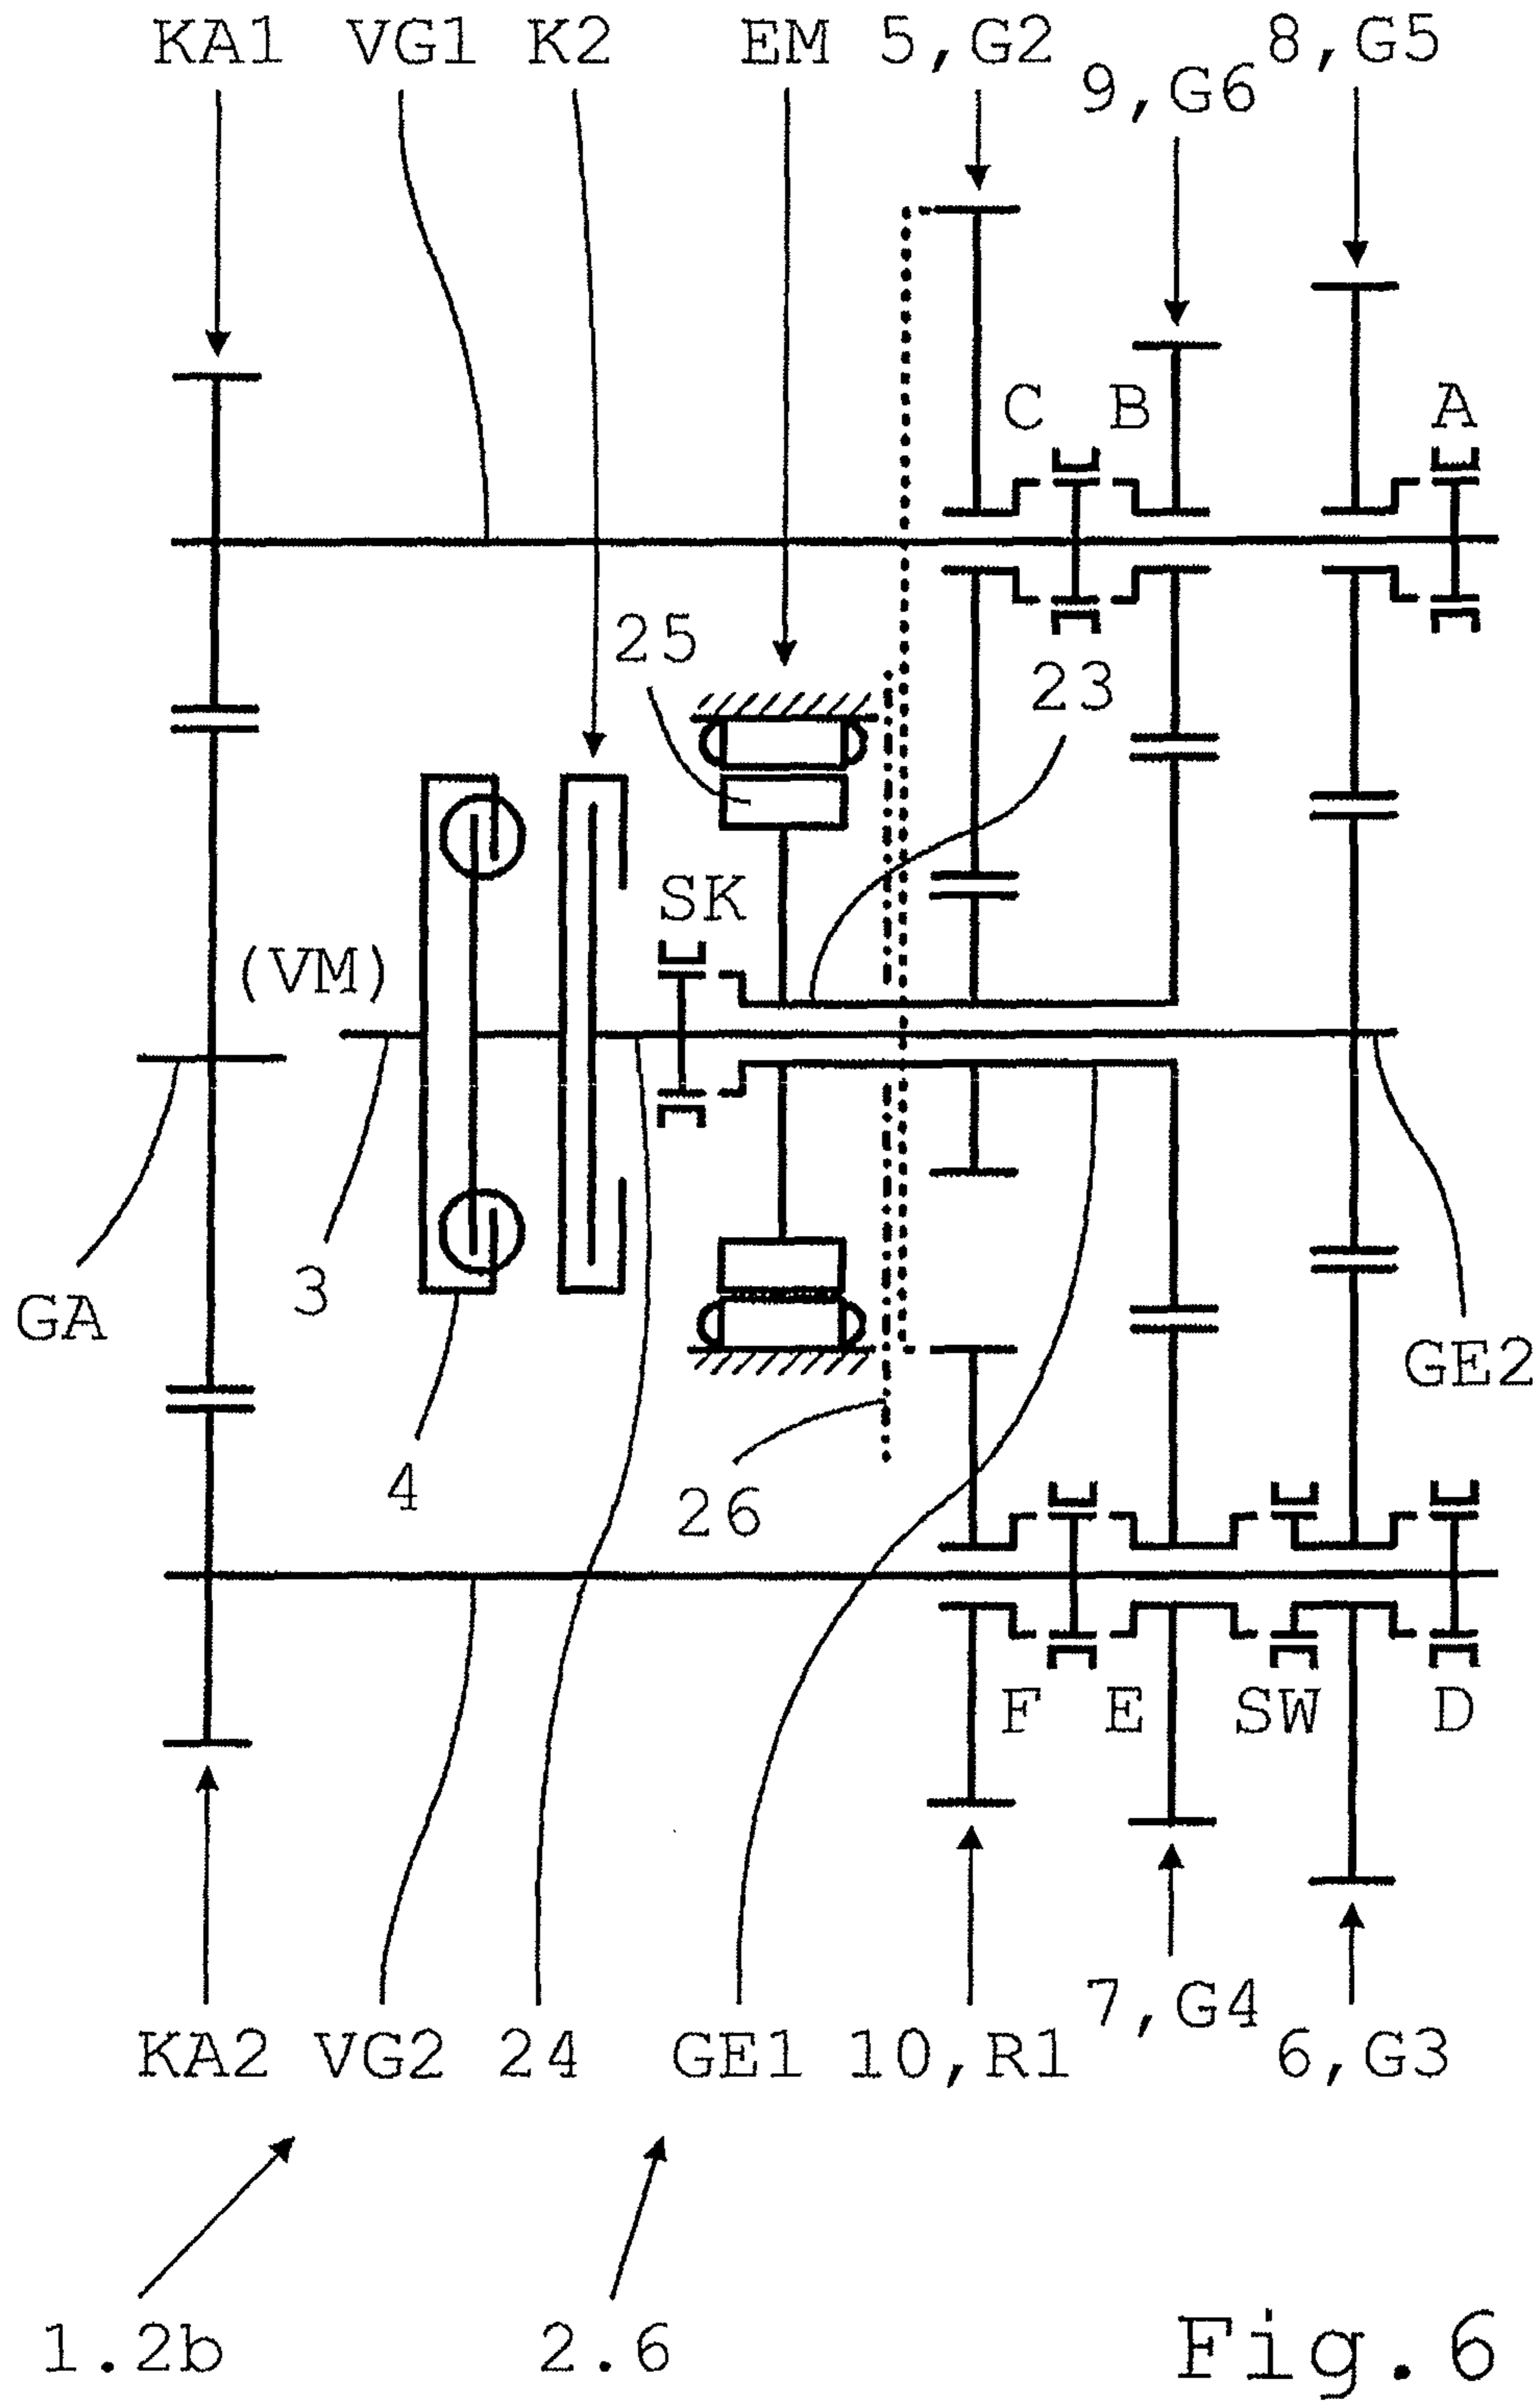 KA1 VG1 K2 EM 5,G2 8,G5
9,G6
C B A
25
23
SK
(VM)
3
GA
GE2
4
26
F E SW D
7,G4
KA2 VG2 24 GE1 10,R1 6,G3
1.2b 2.6 Fig.6